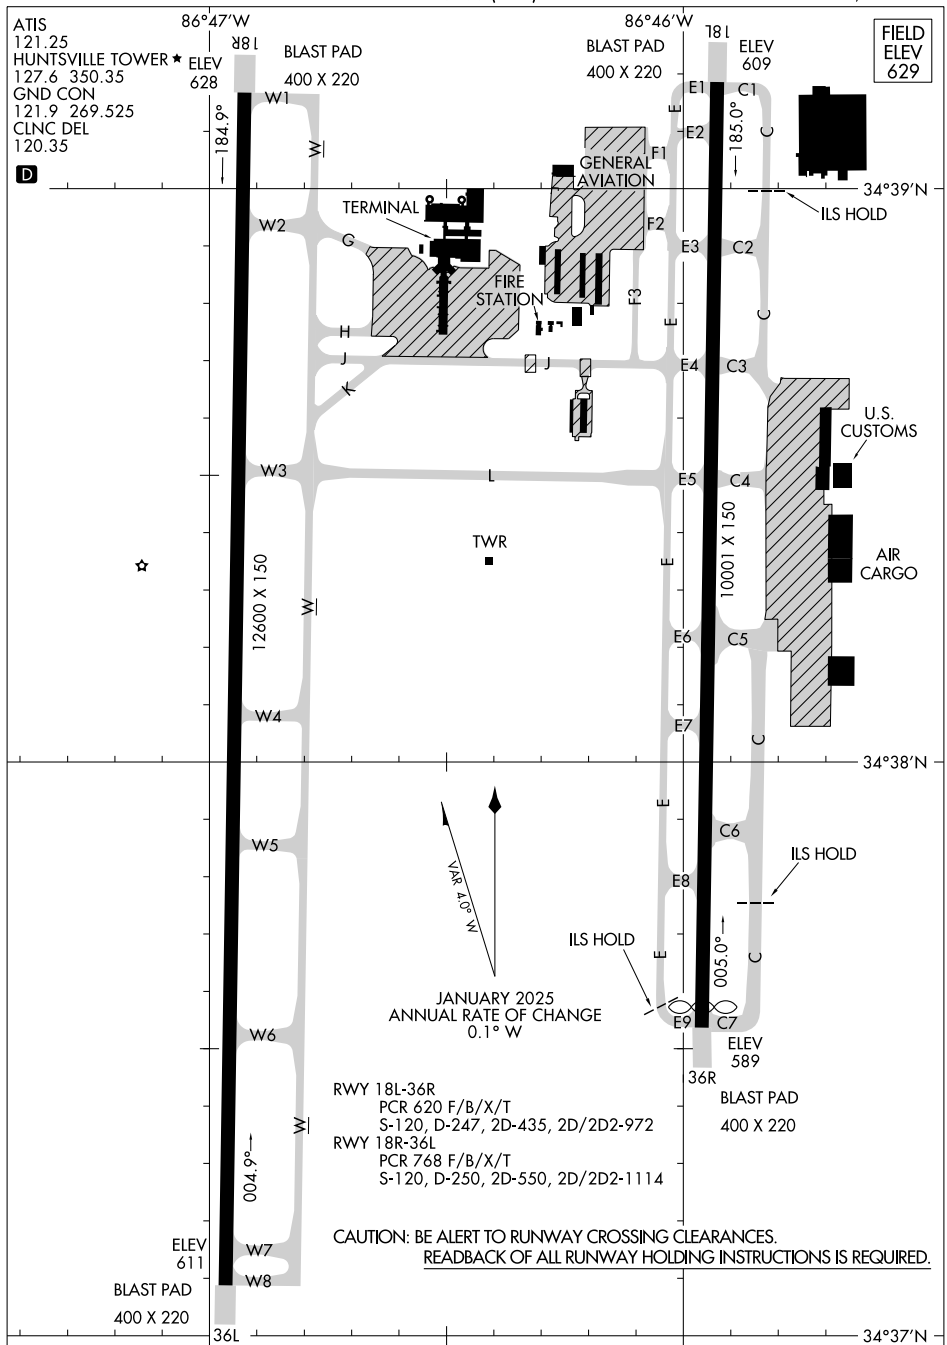 86°47'W
86°46'W
ATIS
121.25
HUNTSVILLE TOWER ★
127.6 350.35
GND CON
121.9 269.525
CLNC DEL
120.35
D
18R
ELEV
628
BLAST PAD
400 X 220
BLAST PAD
400 X 220
18L
ELEV
609
FIELD
ELEV
629
W1
184.9°
W
E1
C1
E
E2
185.0°
C
F1
GENERAL
AVIATION
34°39'N
ILS HOLD
TERMINAL
W2
G
F2
E3
C2
FIRE
STATION
F3
E
C
H
J
J
E4
C3
K
U.S.
CUSTOMS
W3
L
E5
C4
10001 X 150
TWR
E
AIR
CARGO
12600 X 150
W
E6
C5
W4
E7
C
34°38'N
E
W5
VAR 4.0° W
C6
ILS HOLD
E8
ILS HOLD
E
005.0°
C
JANUARY 2025
ANNUAL RATE OF CHANGE
0.1° W
E9
C7
W6
ELEV
589
36R
BLAST PAD
400 X 220
RWY 18L-36R
PCR 620 F/B/X/T
S-120, D-247, 2D-435, 2D/2D2-972
RWY 18R-36L
PCR 768 F/B/X/T
S-120, D-250, 2D-550, 2D/2D2-1114
W
004.9°
CAUTION: BE ALERT TO RUNWAY CROSSING CLEARANCES.
READBACK OF ALL RUNWAY HOLDING INSTRUCTIONS IS REQUIRED.
ELEV
611
W7
W8
BLAST PAD
400 X 220
36L
34°37'N